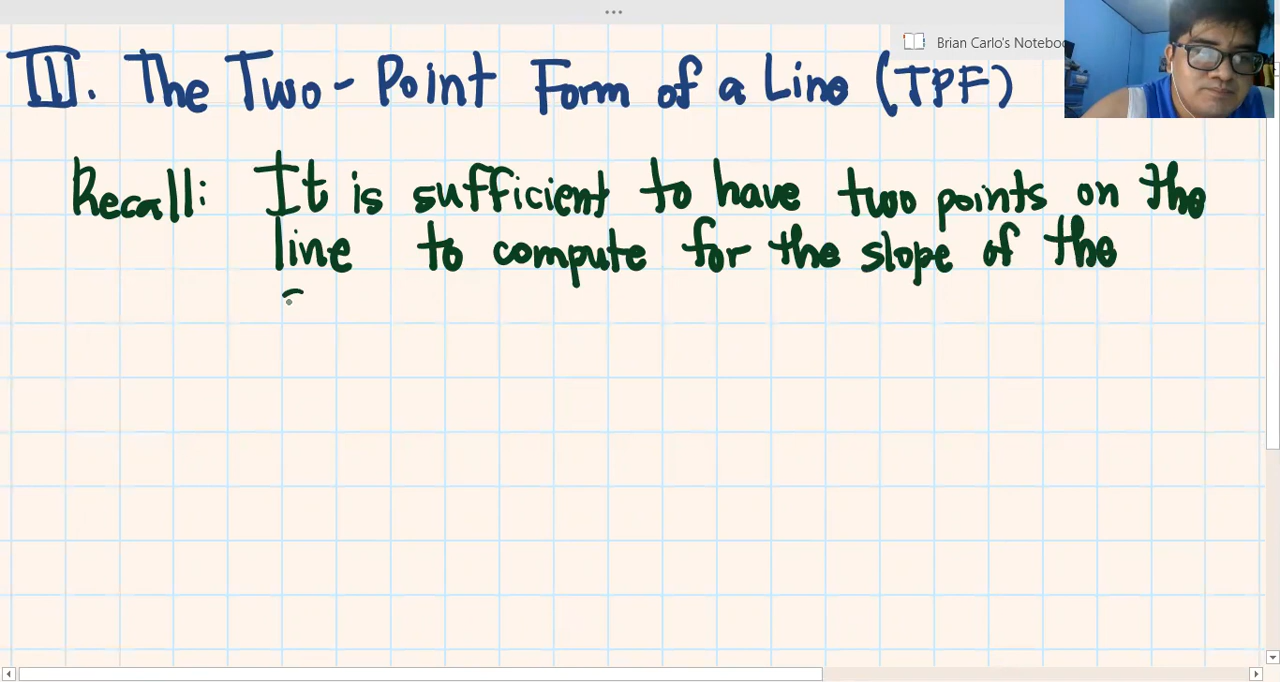 Brian Carlo's Noteboo
III. The Two-Point Form of a Line (TPF)
Recall: It is sufficient to have two points on the
line to compute for the slope of the